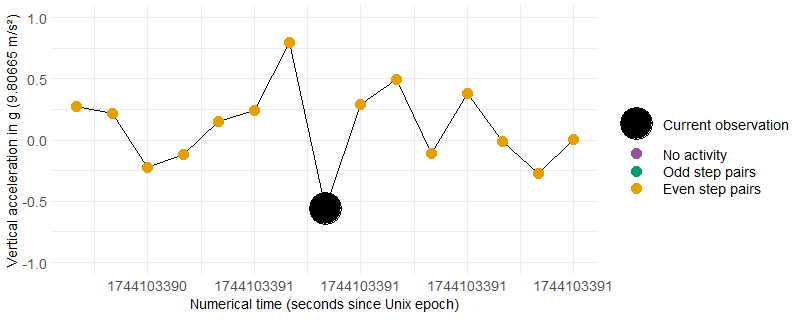 Vertical acceleration in g (9.80665 m/s²)
1.0
0.5
0.0
-0.5
-1.0
1744103390
1744103391
1744103391
1744103391
1744103391
Numerical time (seconds since Unix epoch)
Current observation
No activity
Odd step pairs
Even step pairs